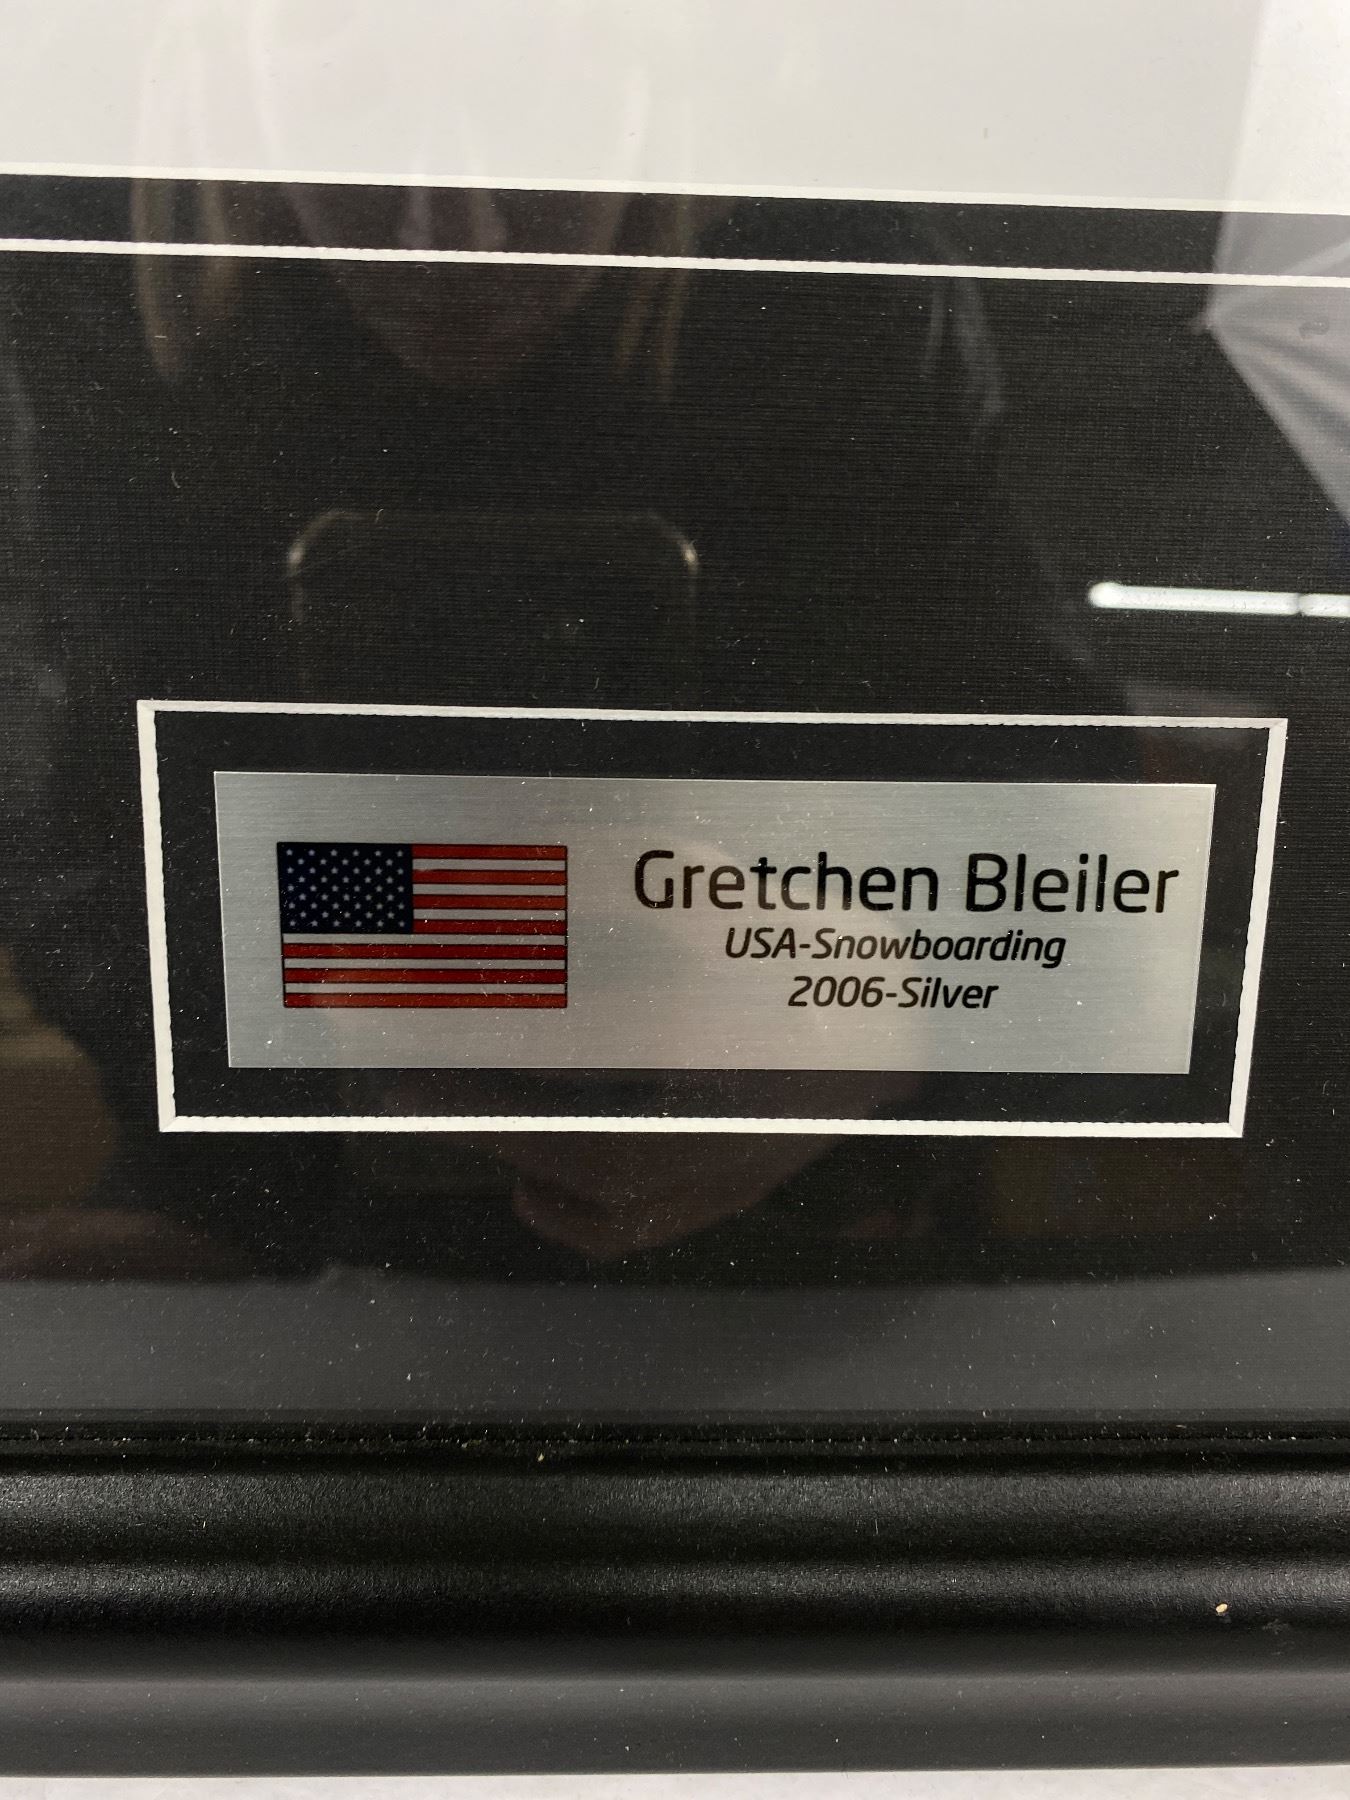 Gretchen Bleiler
USA-Snowboarding
2006-Silver